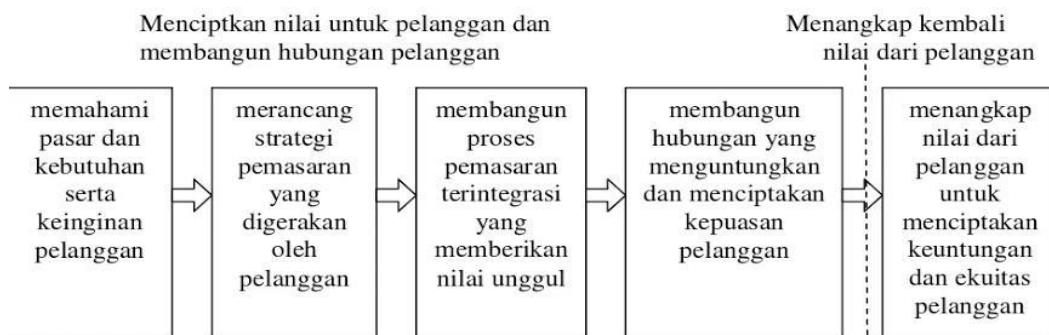 Menciptkan nilai untuk pelanggan dan
membangun hubungan pelanggan
Menangkap kembali
nilai dari pelanggan
memahami
pasar dan
kebutuhan
serta
keinginan
pelanggan
merancang
strategi
pemasaran
yang
digerakan
oleh
pelanggan
membangun
proses
pemasaran
terintegrasi
yang
memberikan
nilai unggul
membangun
hubungan yang
menguntungkan
dan menciptakan
kepuasan
pelanggan
menangkap
nilai dari
pelanggan
untuk
menciptakan
keuntungan
dan ekuitas
pelanggan